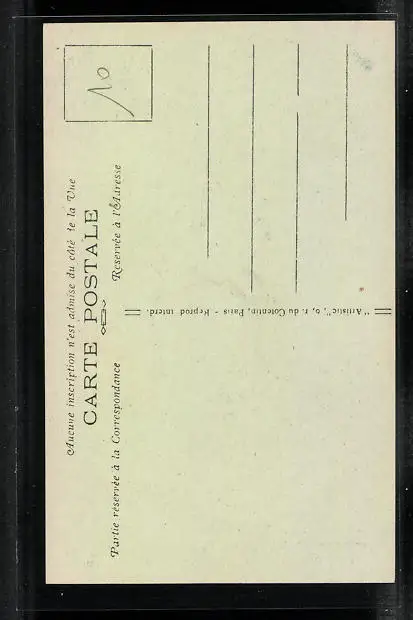 Aucune inscription n'est admise du côté de la Vue
CARTE POSTALE
Partie réservée à la Correspondance
Réservée à l'Adresse
10
"Artistic", 9, r. du Cotentin, Paris - Reprod interd.